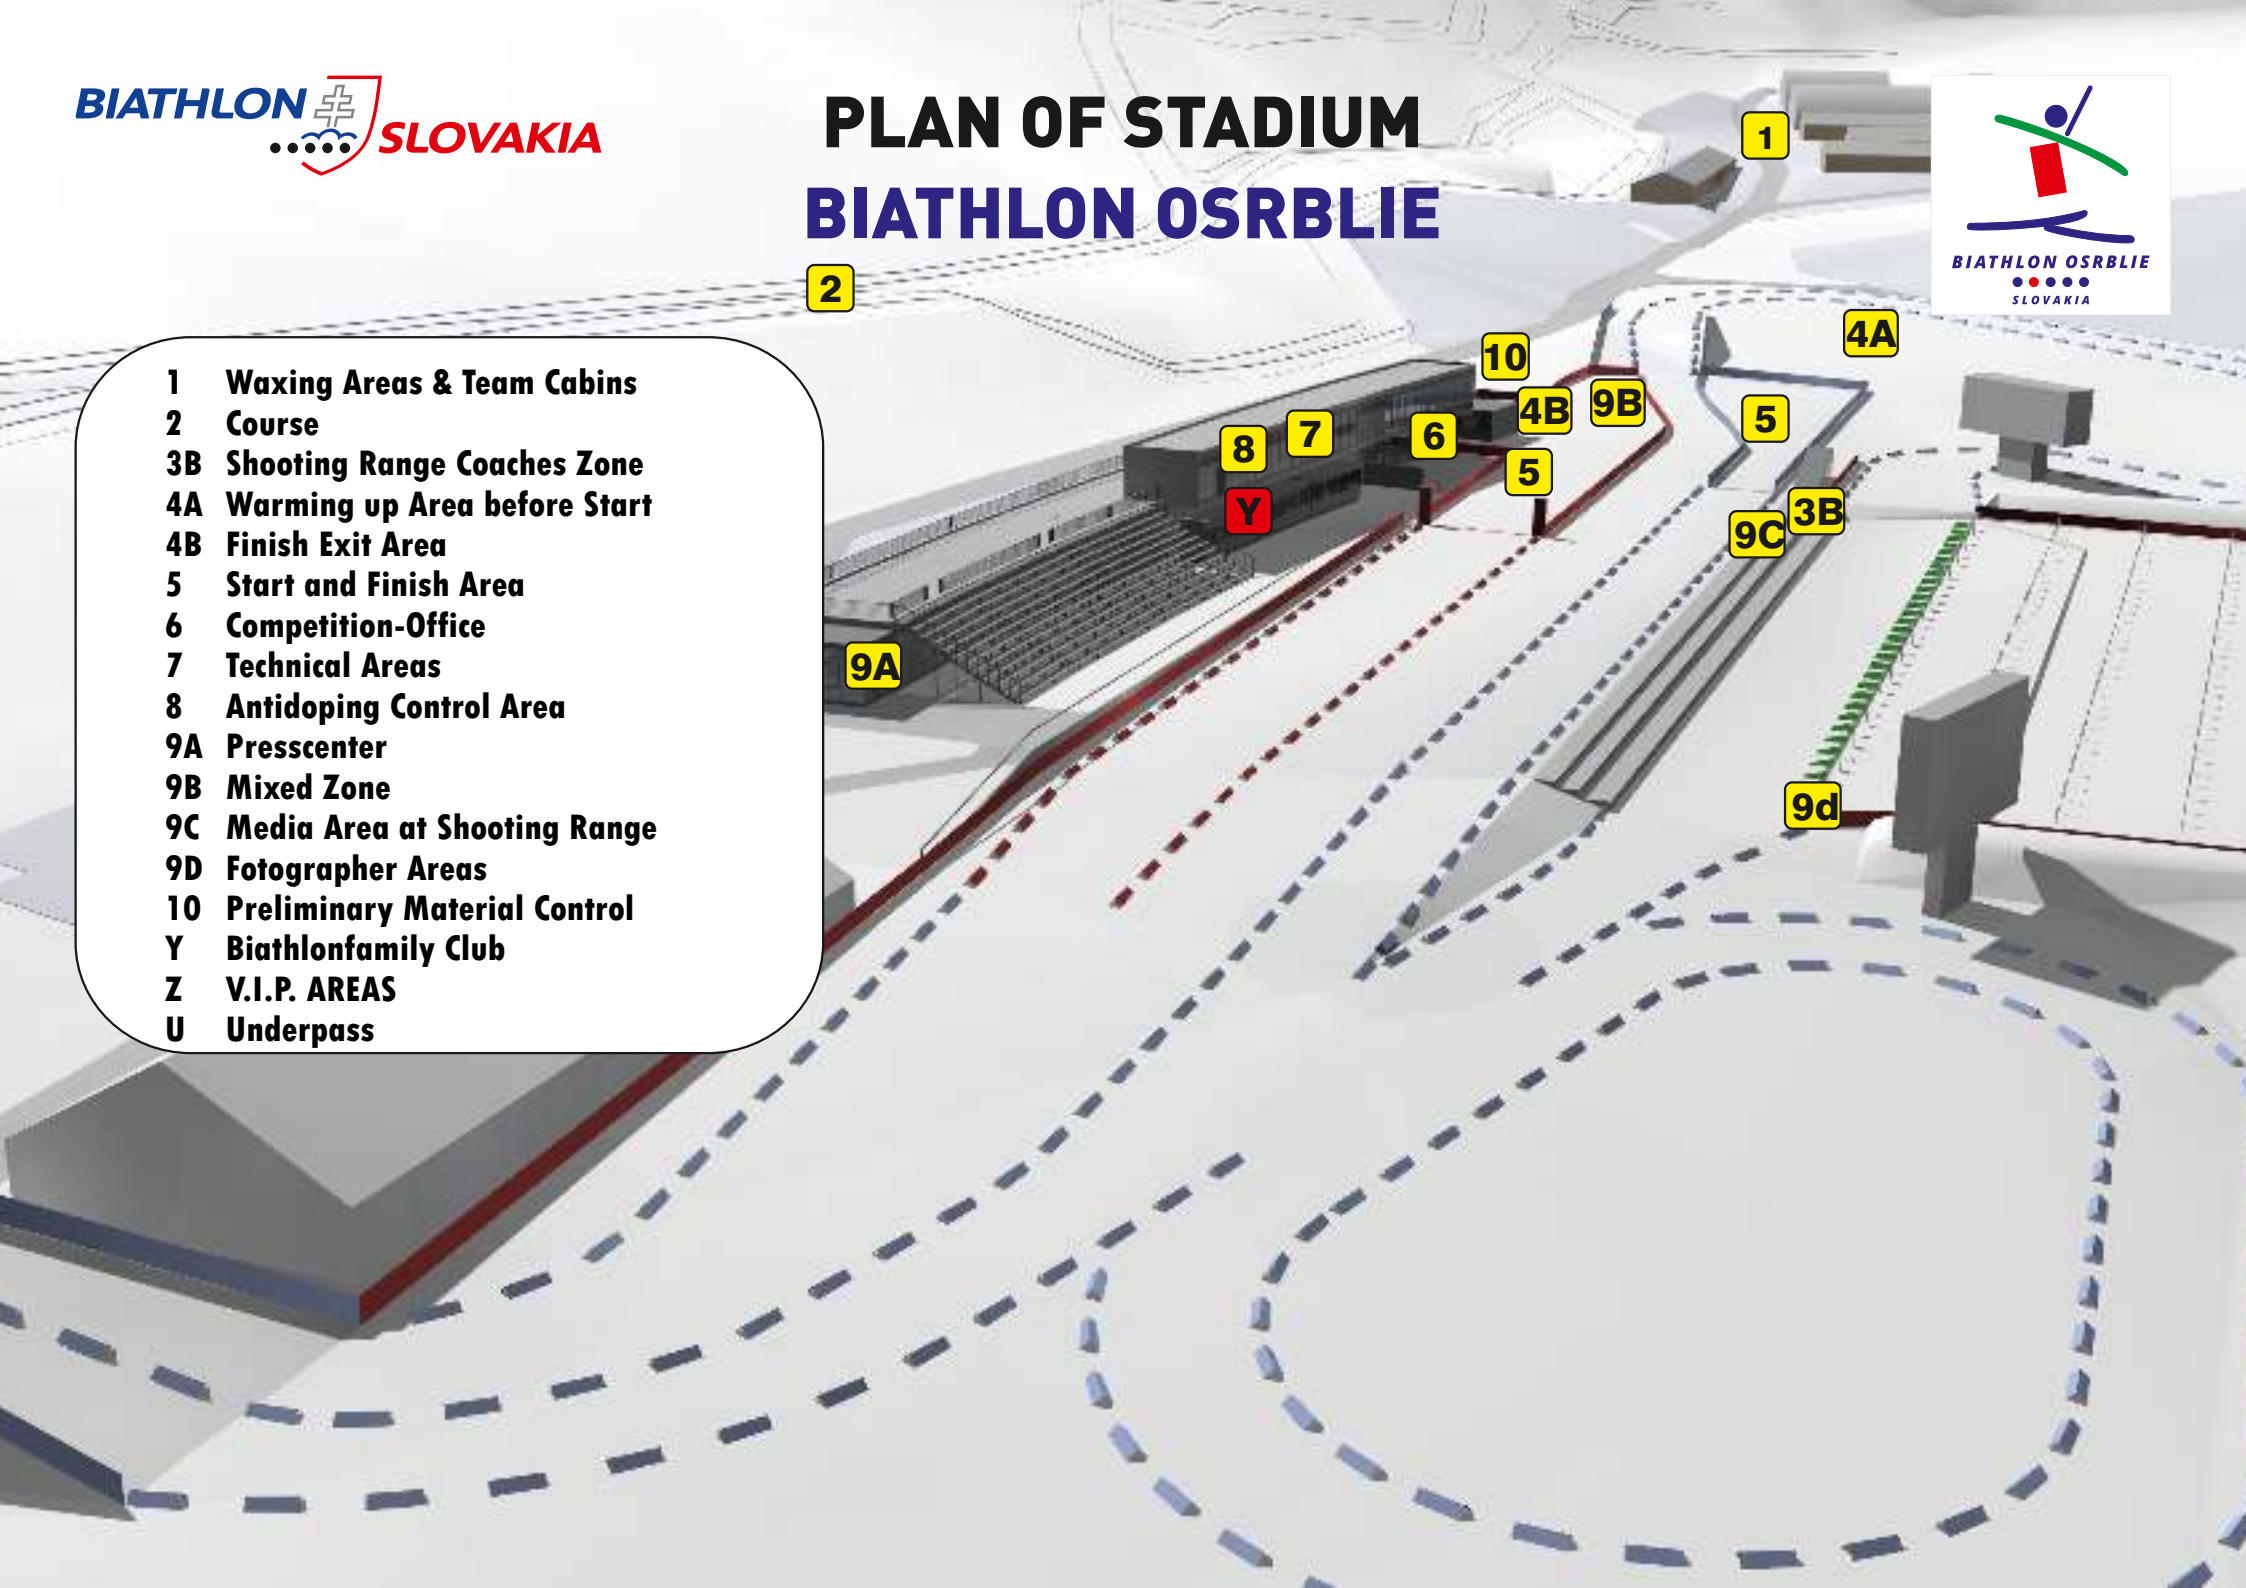 BIATHLON
SLOVAKIA
PLAN OF STADIUM
BIATHLON OSRBLIE
BIATHLON OSRBLIE
SLOVAKIA
1 Waxing Areas & Team Cabins
2 Course
3B Shooting Range Coaches Zone
4A Warming up Area before Start
4B Finish Exit Area
5 Start and Finish Area
6 Competition-Office
7 Technical Areas
8 Antidoping Control Area
9A Presscenter
9B Mixed Zone
9C Media Area at Shooting Range
9D Fotographer Areas
10 Preliminary Material Control
Y Biathlonfamily Club
Z V.I.P. AREAS
U Underpass
1
2
4A
10
4B
9B
5
8
7
6
5
Y
9C
3B
9A
9d